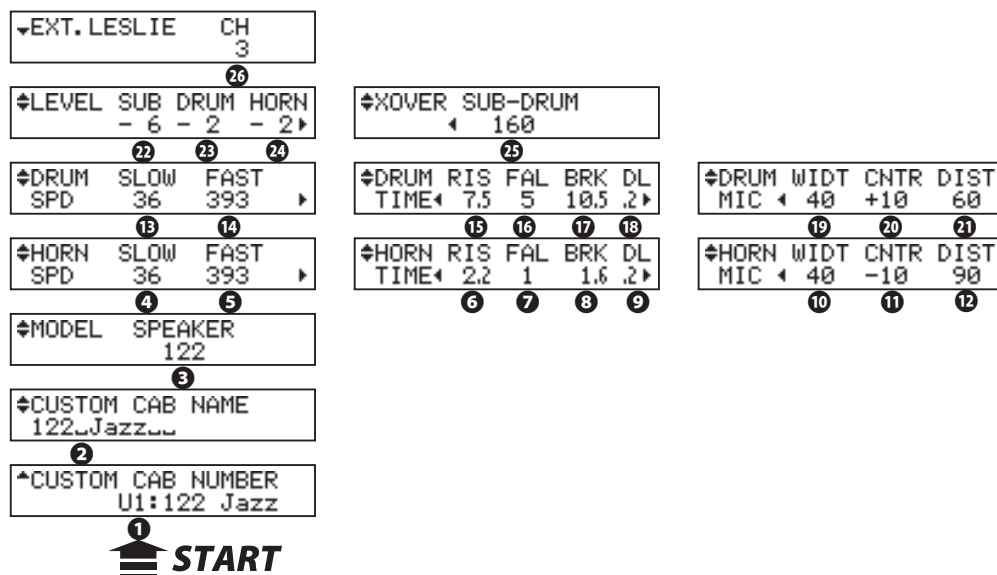 EXT.LESLIE CH
3
26
LEVEL SUB DRUM HORN
- 6 - 2 - 2
22 23 24
XOVER SUB-DRUM
160
25
DRUM SLOW FAST
SPD 36 393
13 14
DRUM RIS FAL BRK DL
TIME 7.5 5 10.5 .2
15 16 17 18
DRUM WIDT CNTR DIST
MIC 40 +10 60
19 20 21
HORN SLOW FAST
SPD 36 393
4 5
HORN RIS FAL BRK DL
TIME 2.2 1 1.6 .2
6 7 8 9
HORN WIDT CNTR DIST
MIC 40 -10 90
10 11 12
MODEL SPEAKER
122
3
CUSTOM CAB NAME
122␣Jazz␣␣
2
CUSTOM CAB NUMBER
U1:122 Jazz
1
START